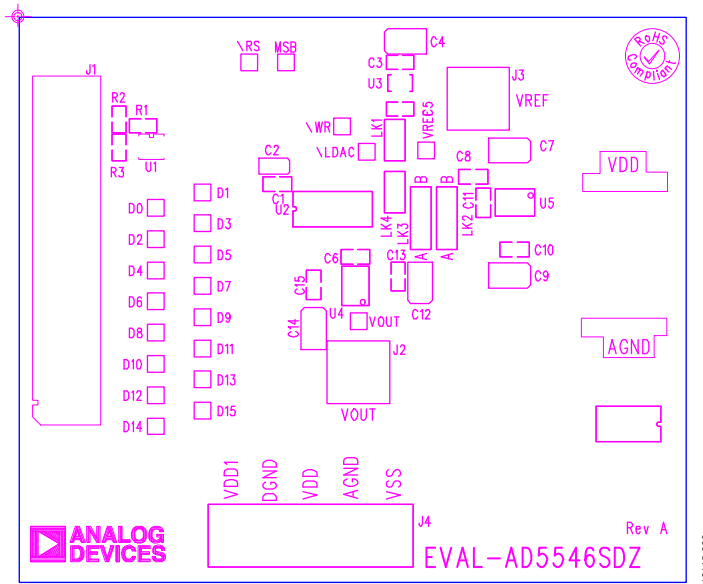 \RS
MSB
C4
C3
U3
RoHS
Compliant
J1
J3
VREF
R2
R1
R3
U1
\WR
\LDAC
LK1
VREC5
C7
C2
C8
VDD
C1
U2
LK4
LK3
B
B
A
A
LK2
C11
U5
D0
D1
D2
D3
D4
D5
D6
D7
D8
D9
D10
D11
D12
D13
D14
D15
C6
C13
C10
C15
C9
U4
C12
C14
VOUT
J2
VOUT
AGND
VDD1
DGND
VDD
AGND
VSS
J4
Rev A
ANALOG
DEVICES
EVAL-AD5546SDZ